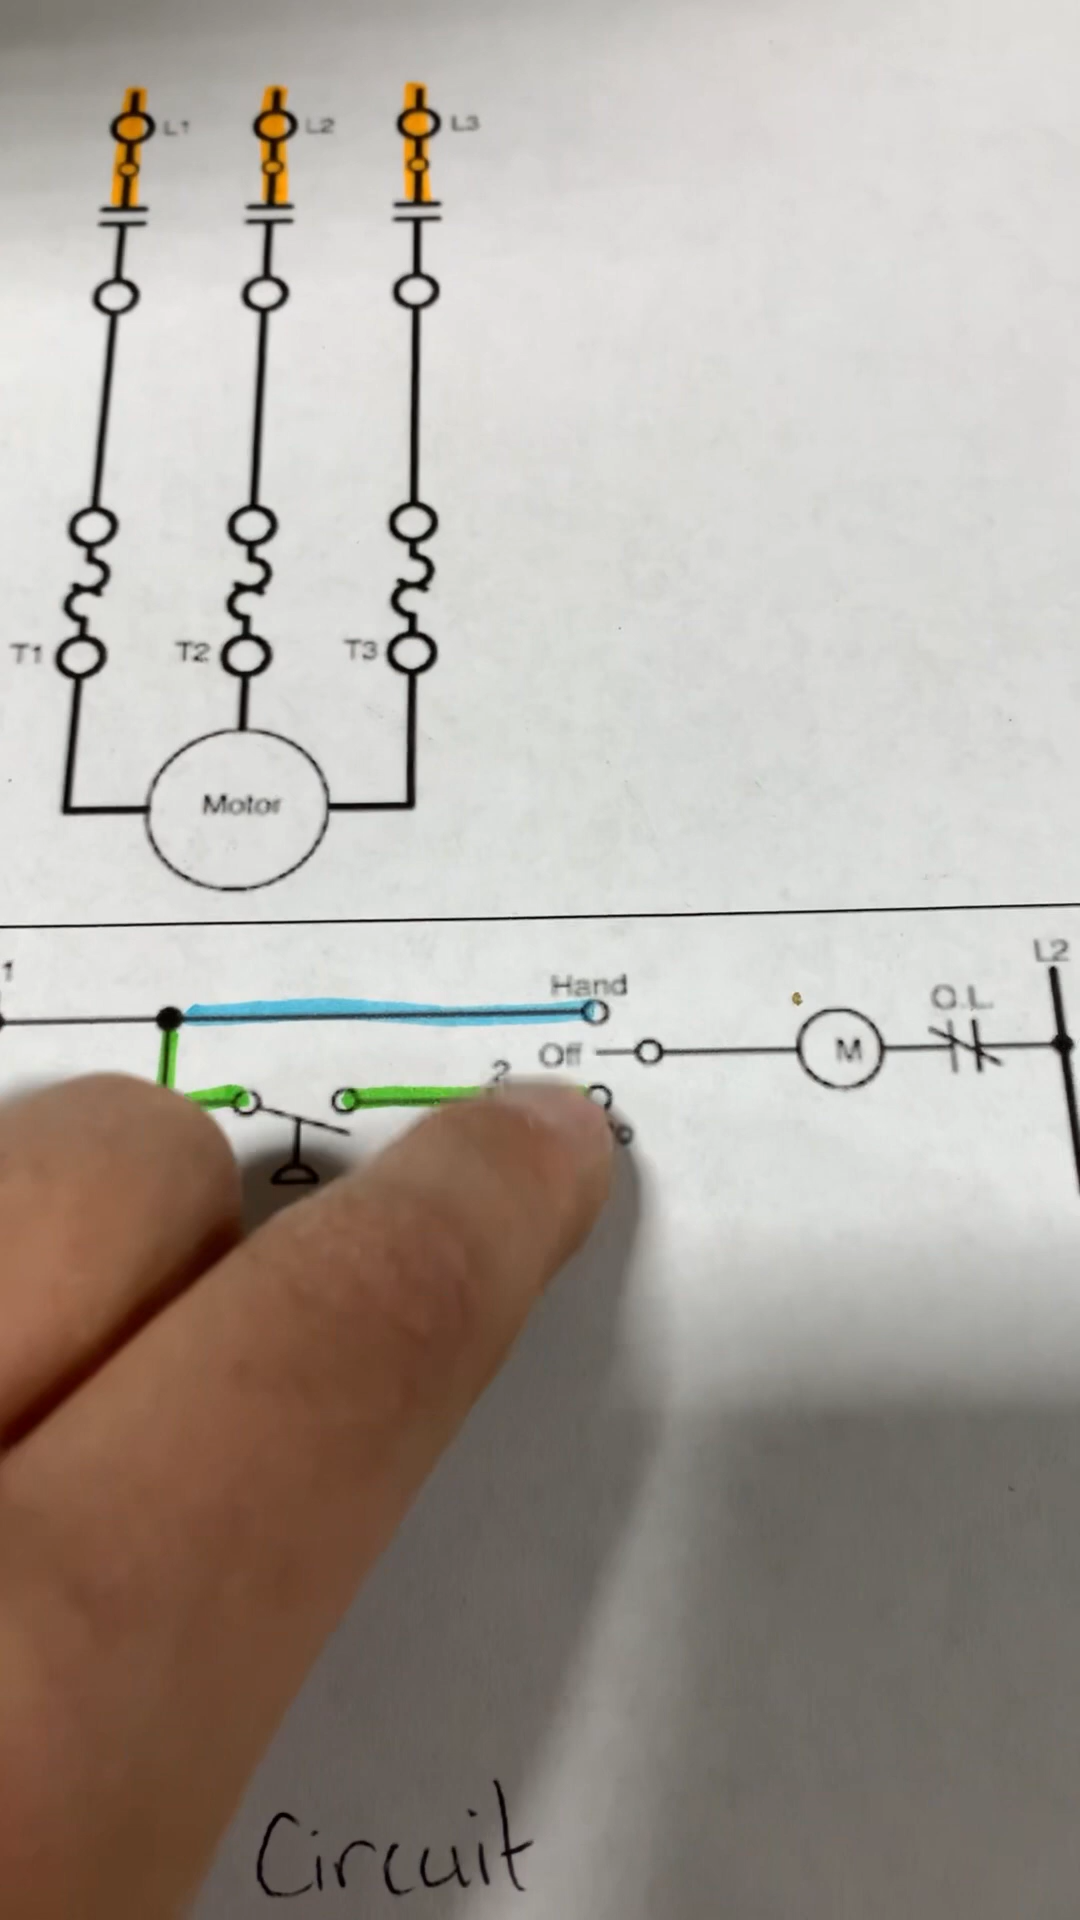 L1 L2 L3
T1 T2 T3
Motor
1
L2
Hand
O.L.
Off
M
2
o
Circuit